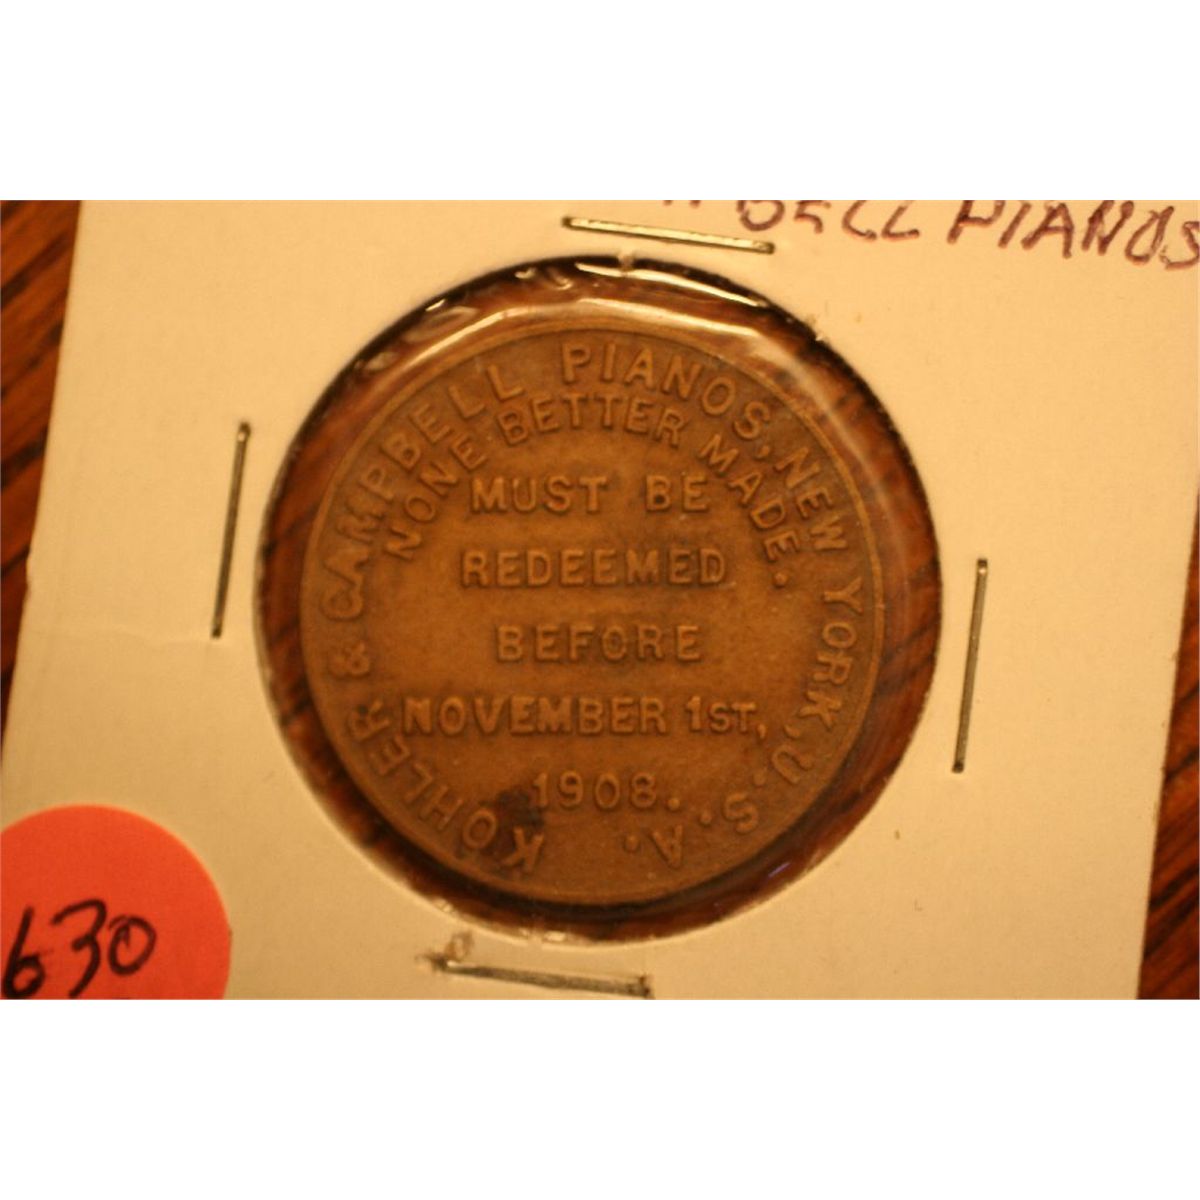 BELL PIANOS
KOHLER & CAMPBELL PIANOS, NEW YORK, U.S.A.
NONE BETTER MADE.
MUST BE
REDEEMED
BEFORE
NOVEMBER 1ST,
1908.
630